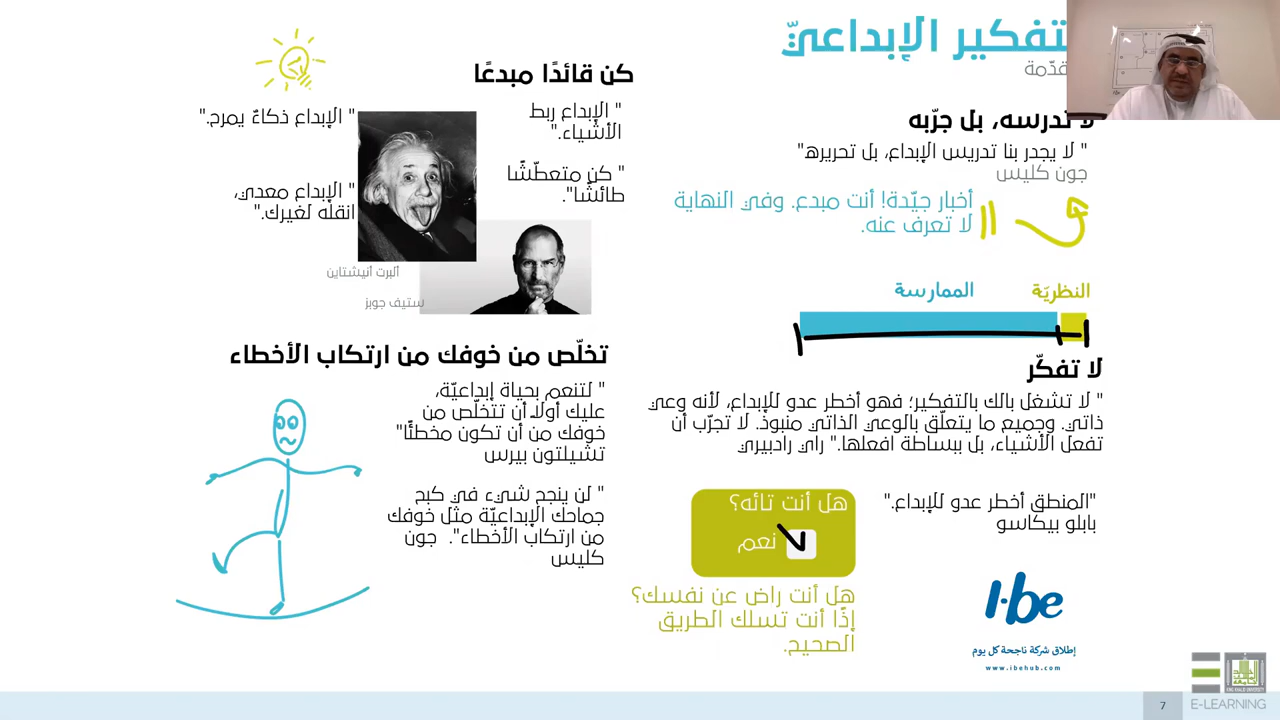 تفكير الإبداعيّ
قدّمة
لا تدرسه، بل جرّبه
" لا يجدر بنا تدريس الإبداع، بل تحريره"
جون كليس
أخبار جيّدة! أنت مبدع. وفي النهاية
لا تعرف عنه.
النظريّة
الممارسة
لا تفكّر
" لا تشغل بالك بالتفكير؛ فهو أخطر عدو للإبداع، لأنه وعي
ذاتي. وجميع ما يتعلّق بالوعي الذاتي منبوذ. لا تجرّب أن
تفعل الأشياء، بل ببساطة افعلها." راي رادبيري
"المنطق أخطر عدو للإبداع."
بابلو بيكاسو
هل أنت تائه؟
نعم
هل أنت راض عن نفسك؟
إذًا أنت تسلك الطريق
الصحيح.
I·be
إطلاق شركة ناجحة كل يوم
www.ibehub.com
كن قائدًا مبدعًا
" الإبداع ربط
الأشياء."
" كن متعطّشًا
طائشًا".
" الإبداع ذكاءٌ يمرح."
" الإبداع معدي،
انقله لغيرك."
ألبرت أنيشتاين
ستيف جوبز
تخلّص من خوفك من ارتكاب الأخطاء
" لتنعم بحياة إبداعيّة،
عليك أولًا أن تتخلّص من
خوفك من أن تكون مخطئًا"
تشيلتون بيرس
" لن ينجح شيء في كبح
جماحك الإبداعيّة مثل خوفك
من ارتكاب الأخطاء". جون
كليس
7
E-LEARNING